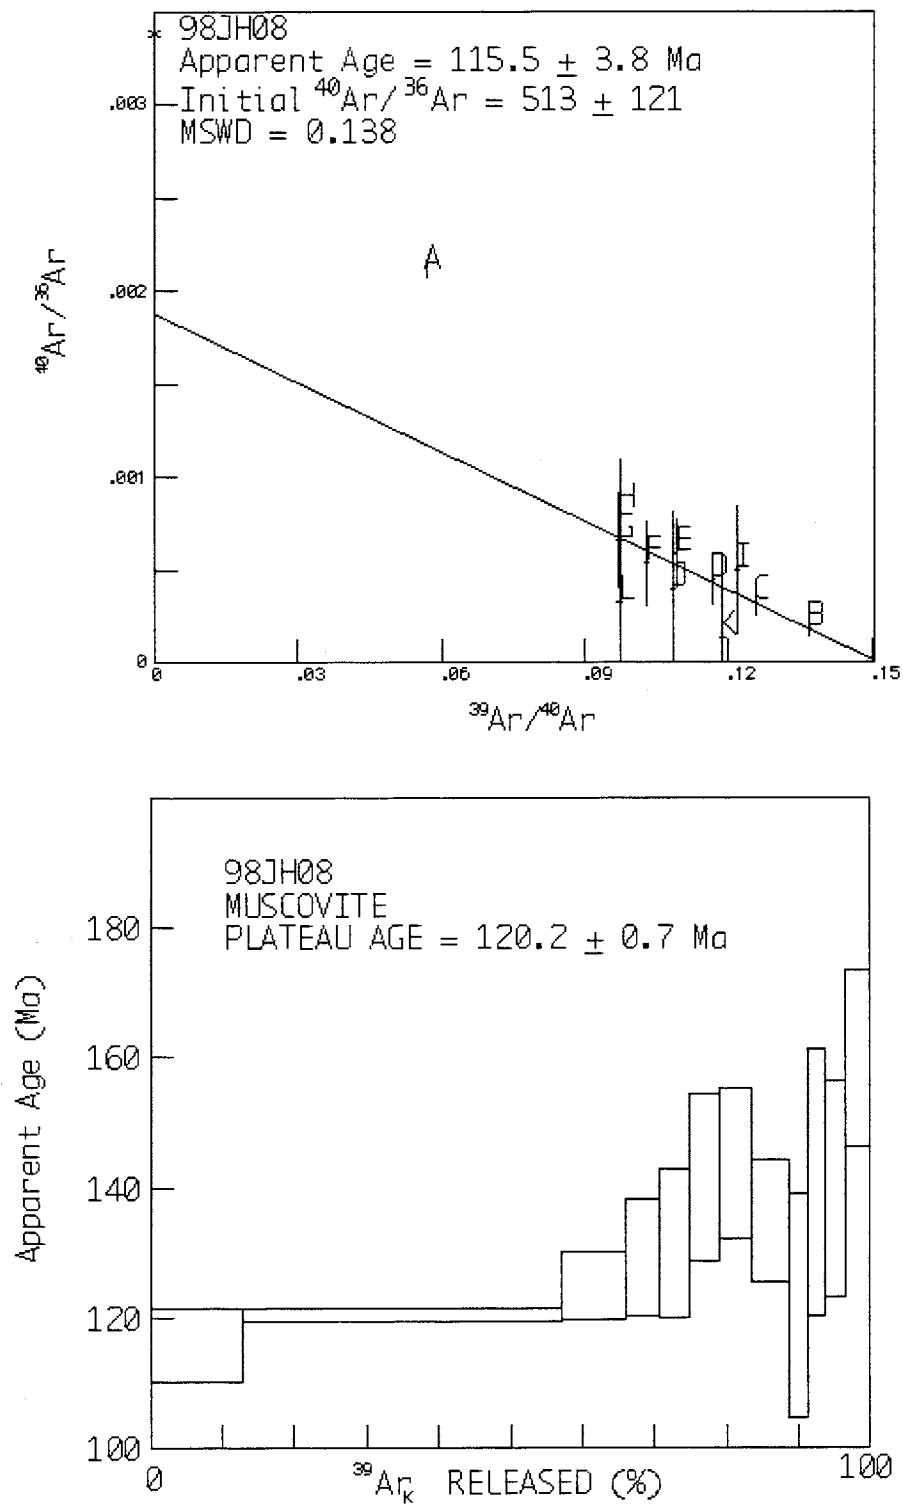 98JH08
Apparent Age = 115.5 ± 3.8 Ma
Initial ⁴⁰Ar/³⁶Ar = 513 ± 121
MSWD = 0.138
.003
.002
.001
0
⁴⁰Ar/³⁶Ar
A
H
G
L
F
E
J
D
I
K
C
B
0 .03 .06 .09 .12 .15
³⁹Ar/⁴⁰Ar
98JH08
MUSCOVITE
PLATEAU AGE = 120.2 ± 0.7 Ma
180
160
140
120
100
Apparent Age (Ma)
0 100
³⁹Arₖ RELEASED (%)